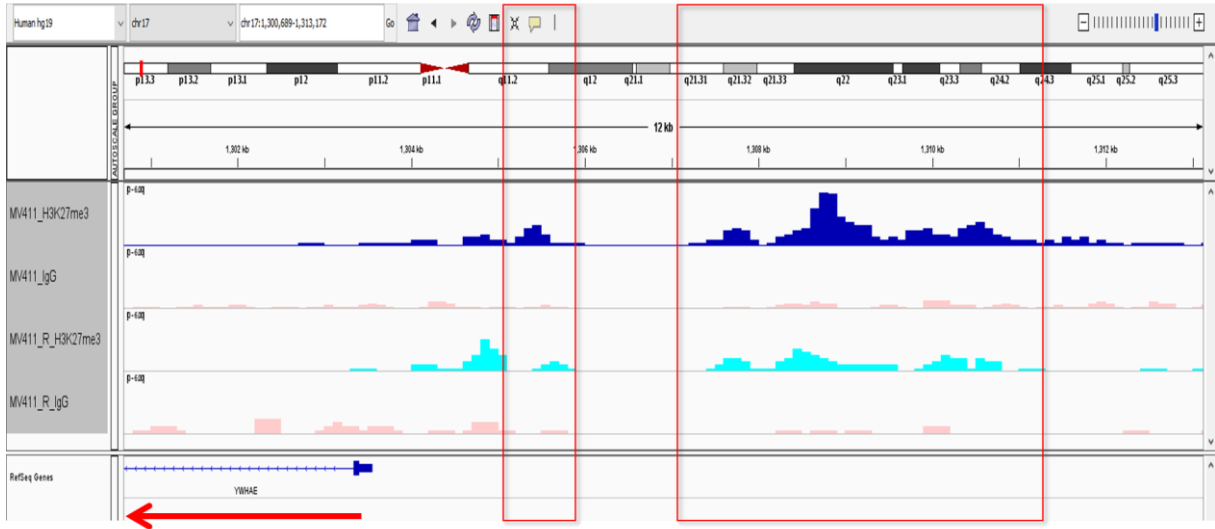 Human hg19 chr17 chr17:1,300,689-1,313,172 Go
p13.3 p13.2 p13.1 p12 p11.2 p11.1 q11.2 q12 q21.1 q21.31 q21.32 q21.33 q22 q23.1 q23.3 q24.2 q24.3 q25.1 q25.2 q25.3
AUTOSCALE GROUP
12 kb
1,302 kb 1,304 kb 1,306 kb 1,308 kb 1,310 kb 1,312 kb
MV411_H3K27me3
MV411_IgG
MV411_R_H3K27me3
MV411_R_IgG
RefSeq Genes
YWHAE